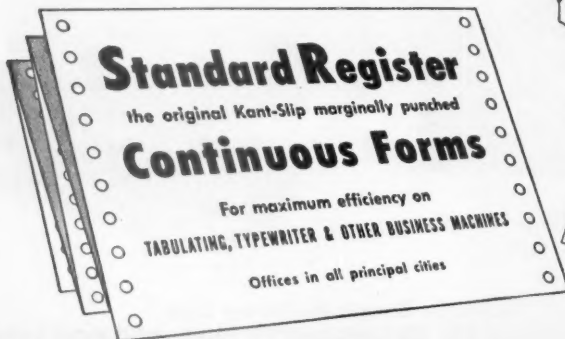 Standard Register
the original Kant-Slip marginally punched
Continuous Forms
For maximum efficiency on
TABULATING, TYPEWRITER & OTHER BUSINESS MACHINES
Offices in all principal cities